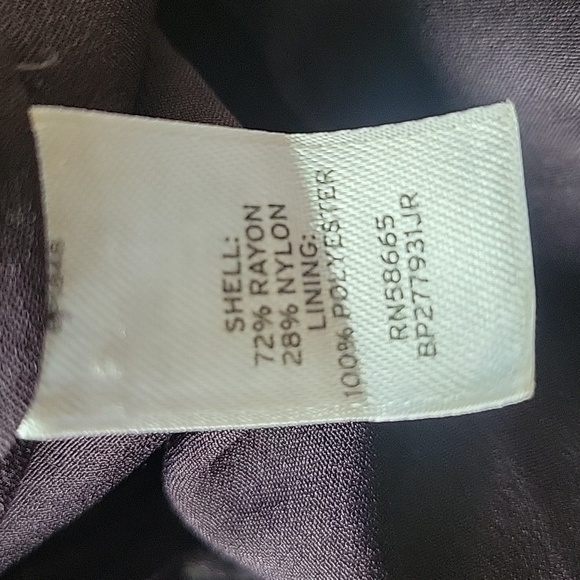 SHELL:
72% RAYON
28% NYLON
LINING:
100% POLYESTER
RN58665
BP277931JR